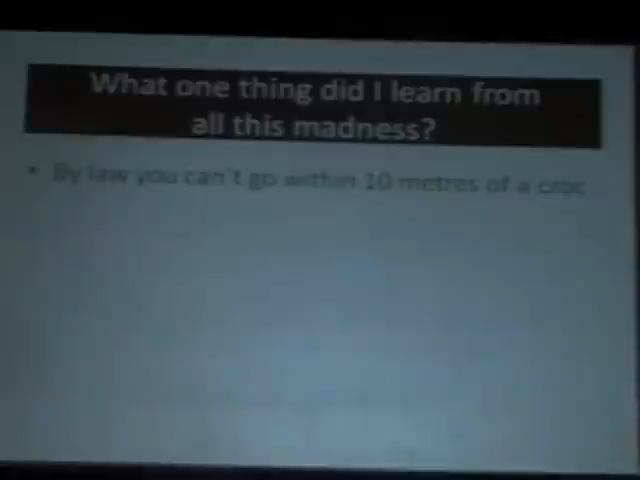 What one thing did I learn from
all this madness?
• By law you can't go within 10 metres of a croc